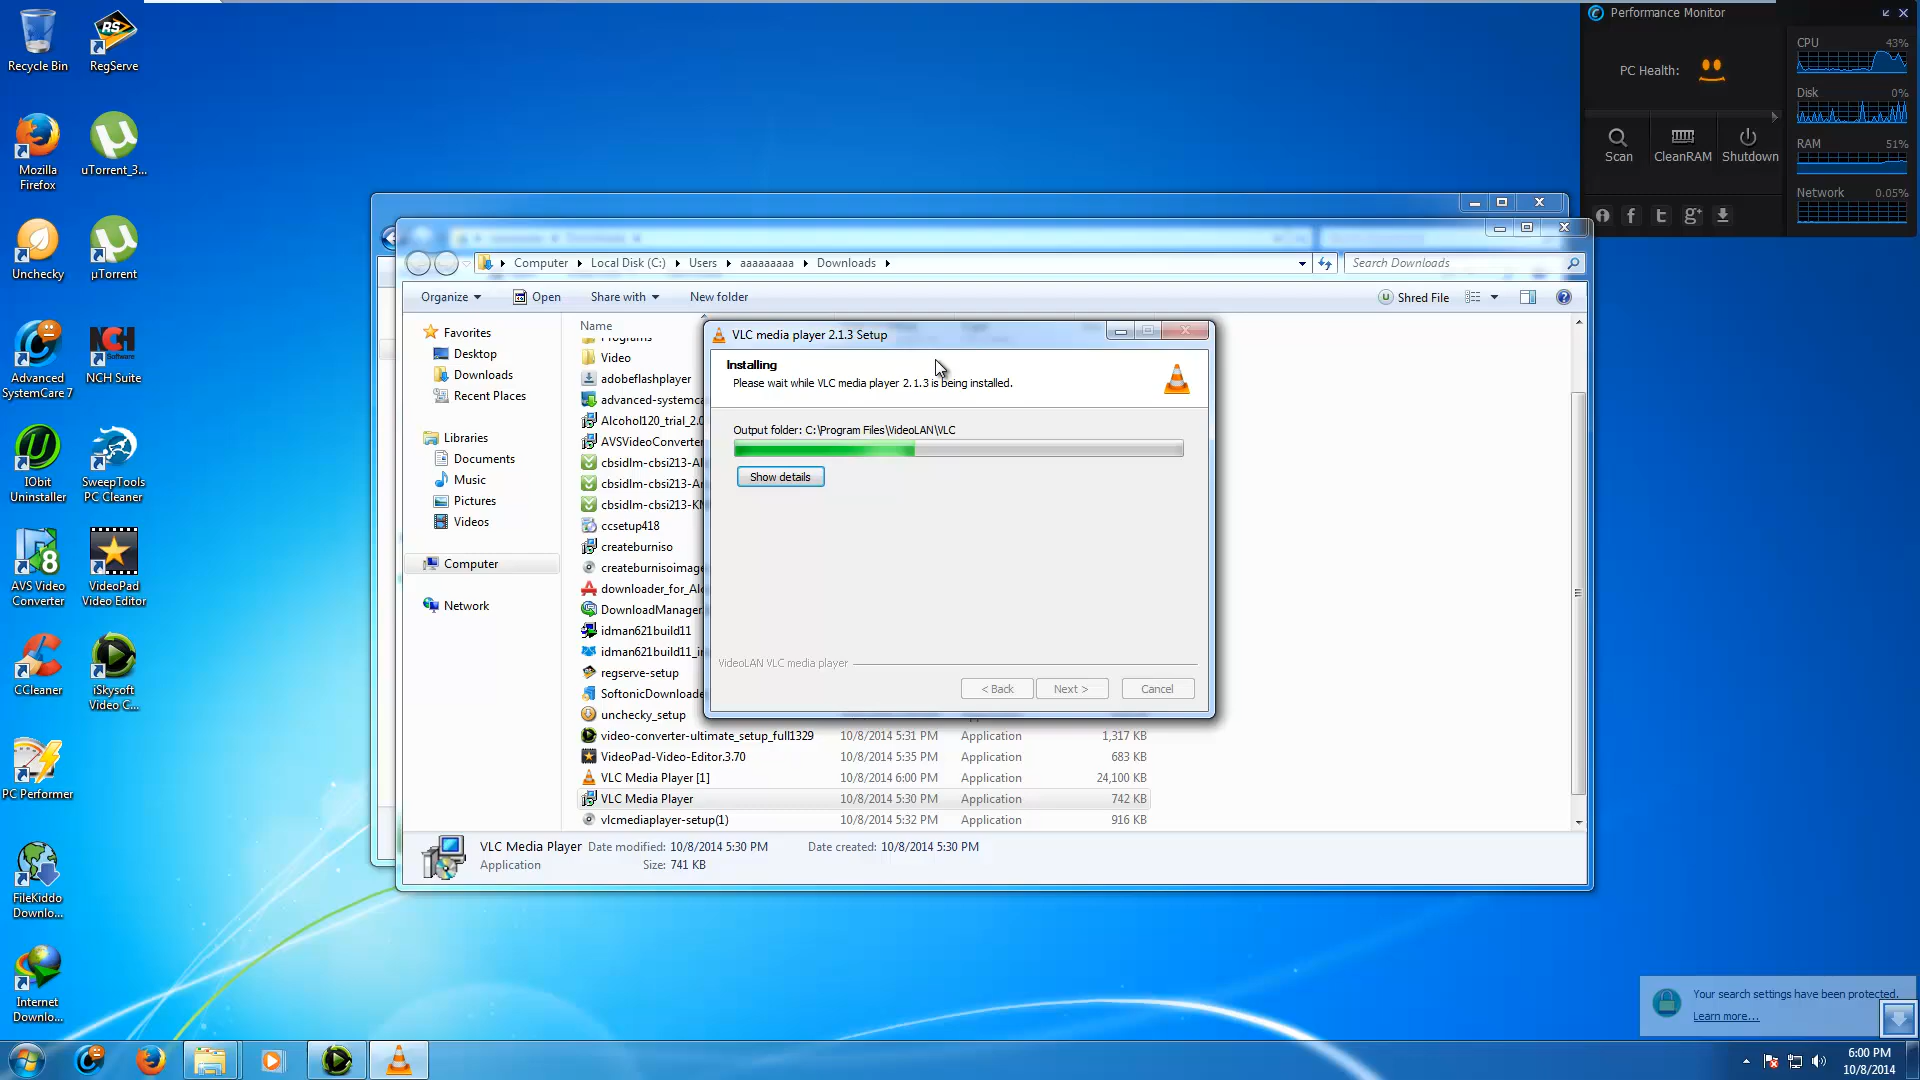 Recycle Bin
RegServe
Mozilla
Firefox
uTorrent_3...
Unchecky
µTorrent
Advanced
SystemCare 7
NCH Software
NCH Suite
IObit
Uninstaller
SweepTools
PC Cleaner
AVS Video
Converter
VideoPad
Video Editor
CCleaner
iSkysoft
Video C...
PC Performer
FileKiddo
Downlo...
Internet
Downlo...
Performance Monitor
PC Health:
CPU 43%
Disk 0%
RAM 51%
Network 0.05%
Scan
CleanRAM
Shutdown
Computer
Local Disk (C:)
Users
aaaaaaaaa
Downloads
Search Downloads
Organize
Open
Share with
New folder
Shred File
Favorites
Desktop
Downloads
Recent Places
Libraries
Documents
Music
Pictures
Videos
Computer
Network
Name
Programs
Video
adobeflashplayer
advanced-systemca
Alcohol120_trial_2.0
AVSVideoConverter
cbsidlm-cbsi213-Al
cbsidlm-cbsi213-A
cbsidlm-cbsi213-KM
ccsetup418
createburniso
createburnisoimage
downloader_for_Alc
DownloadManager
idman621build11
idman621build11_i
regserve-setup
SoftonicDownloade
unchecky_setup
video-converter-ultimate_setup_full1329 10/8/2014 5:31 PM Application 1,317 KB
VideoPad-Video-Editor.3.70 10/8/2014 5:35 PM Application 683 KB
VLC Media Player [1] 10/8/2014 6:00 PM Application 24,100 KB
VLC Media Player 10/8/2014 5:30 PM Application 742 KB
vlcmediaplayer-setup(1) 10/8/2014 5:32 PM Application 916 KB
VLC Media Player Date modified: 10/8/2014 5:30 PM Date created: 10/8/2014 5:30 PM
Application Size: 741 KB
VLC media player 2.1.3 Setup
Installing
Please wait while VLC media player 2.1.3 is being installed.
Output folder: C:\Program Files\VideoLAN\VLC
Show details
VideoLAN VLC media player
< Back
Next >
Cancel
Your search settings have been protected.
Learn more...
6:00 PM
10/8/2014